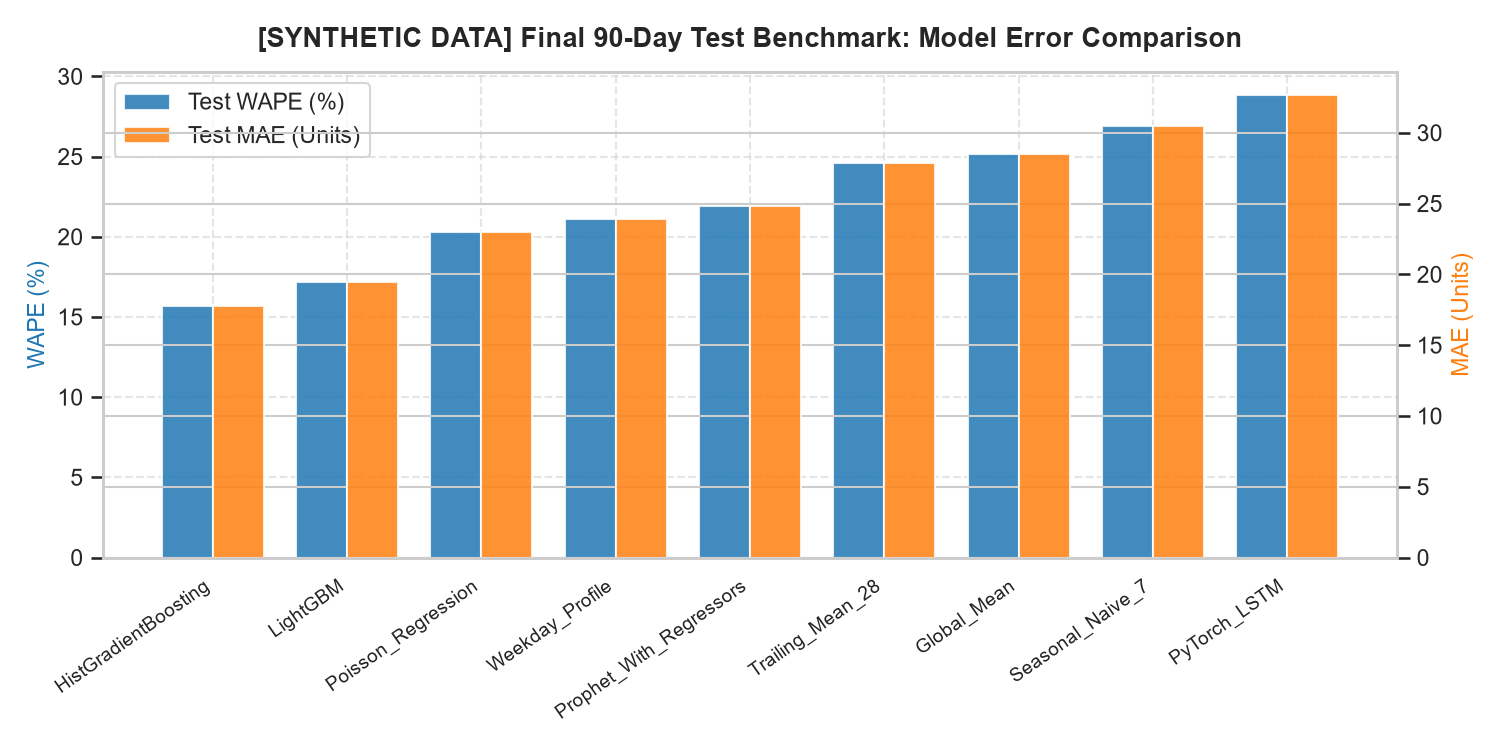 [SYNTHETIC DATA] Final 90-Day Test Benchmark: Model Error Comparison
Test WAPE (%)
Test MAE (Units)
WAPE (%)
30
25
20
15
10
5
0
30
25
20
15
10
5
0
MAE (Units)
HistGradientBoosting
LightGBM
Poisson_Regression
Weekday_Profile
Prophet_With_Regressors
Trailing_Mean_28
Global_Mean
Seasonal_Naive_7
PyTorch_LSTM